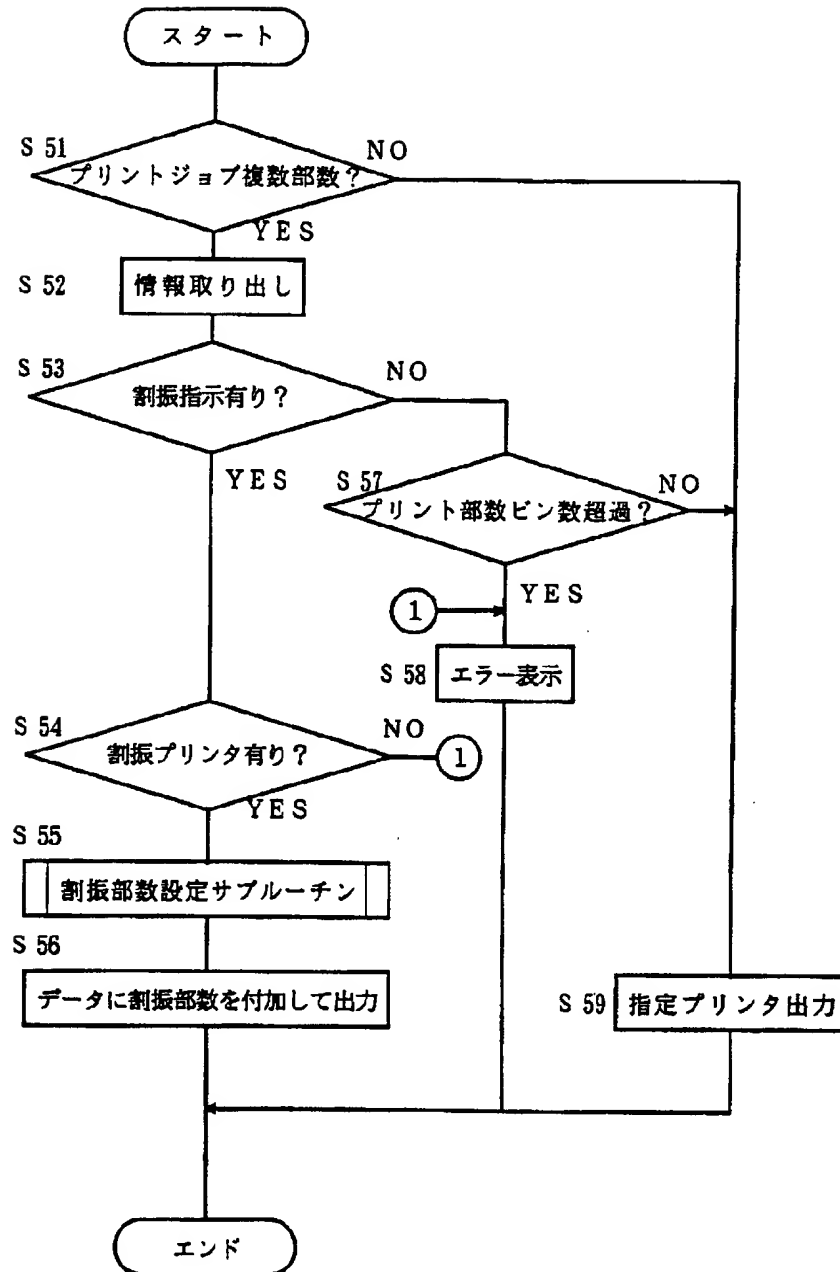 スタート
S 51
プリントジョブ複数部数？
NO
YES
S 52
情報取り出し
S 53
割振指示有り？
NO
YES
S 57
プリント部数ビン数超過？
NO
YES
①
S 58
エラー表示
S 54
割振プリンタ有り？
NO
①
YES
S 55
割振部数設定サブルーチン
S 56
データに割振部数を付加して出力
S 59
指定プリンタ出力
エンド